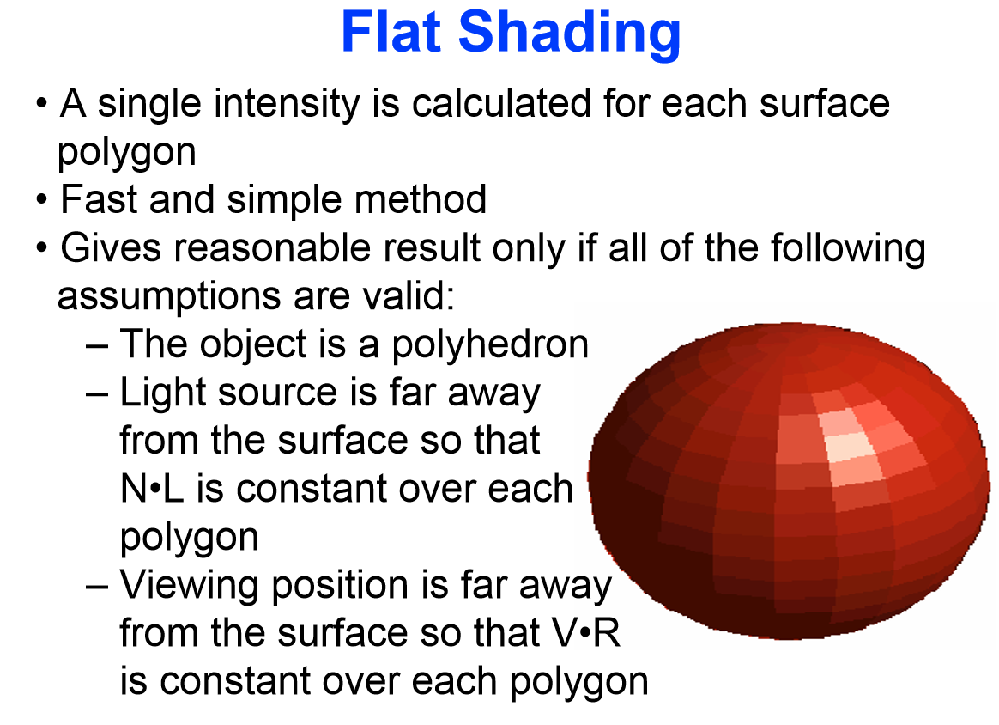 Flat Shading
• A single intensity is calculated for each surface
polygon
• Fast and simple method
• Gives reasonable result only if all of the following
assumptions are valid:
– The object is a polyhedron
– Light source is far away
from the surface so that
N•L is constant over each
polygon
– Viewing position is far away
from the surface so that V•R
is constant over each polygon